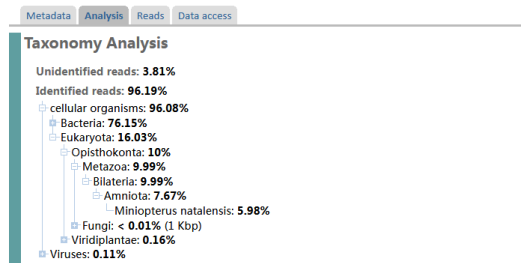 Metadata Analysis Reads Data access
Taxonomy Analysis
Unidentified reads: 3.81%
Identified reads: 96.19%
cellular organisms: 96.08%
Bacteria: 76.15%
Eukaryota: 16.03%
Opisthokonta: 10%
Metazoa: 9.99%
Bilateria: 9.99%
Amniota: 7.67%
Miniopterus natalensis: 5.98%
Fungi: < 0.01% (1 Kbp)
Viridiplantae: 0.16%
Viruses: 0.11%